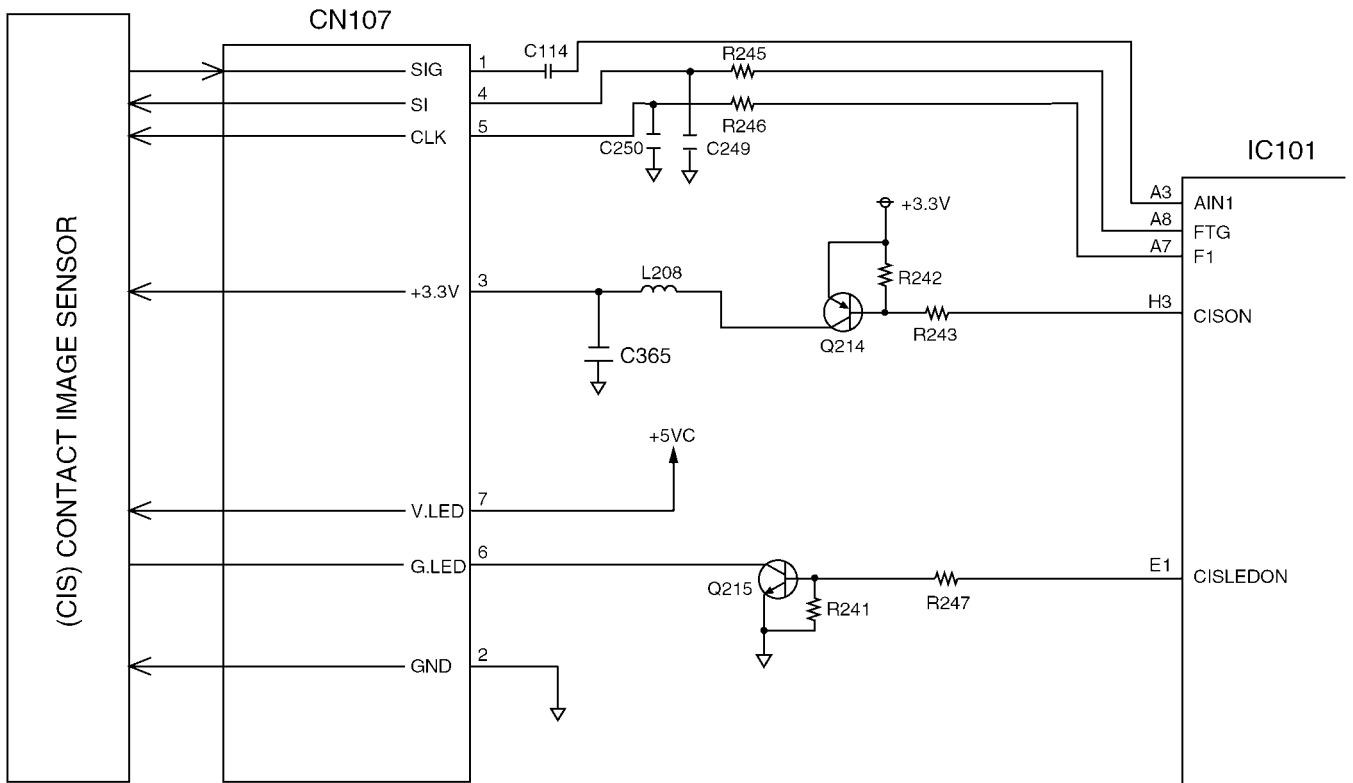 CN107
C114
1
SIG
R245
4
SI
R246
5
CLK
C250
C249
IC101
A3
AIN1
A8
FTG
A7
F1
+3.3V
R242
L208
3
+3.3V
H3
CISON
R243
Q214
C365
(CIS) CONTACT IMAGE SENSOR
+5VC
7
V.LED
6
G.LED
E1
CISLEDON
Q215
R241
R247
2
GND